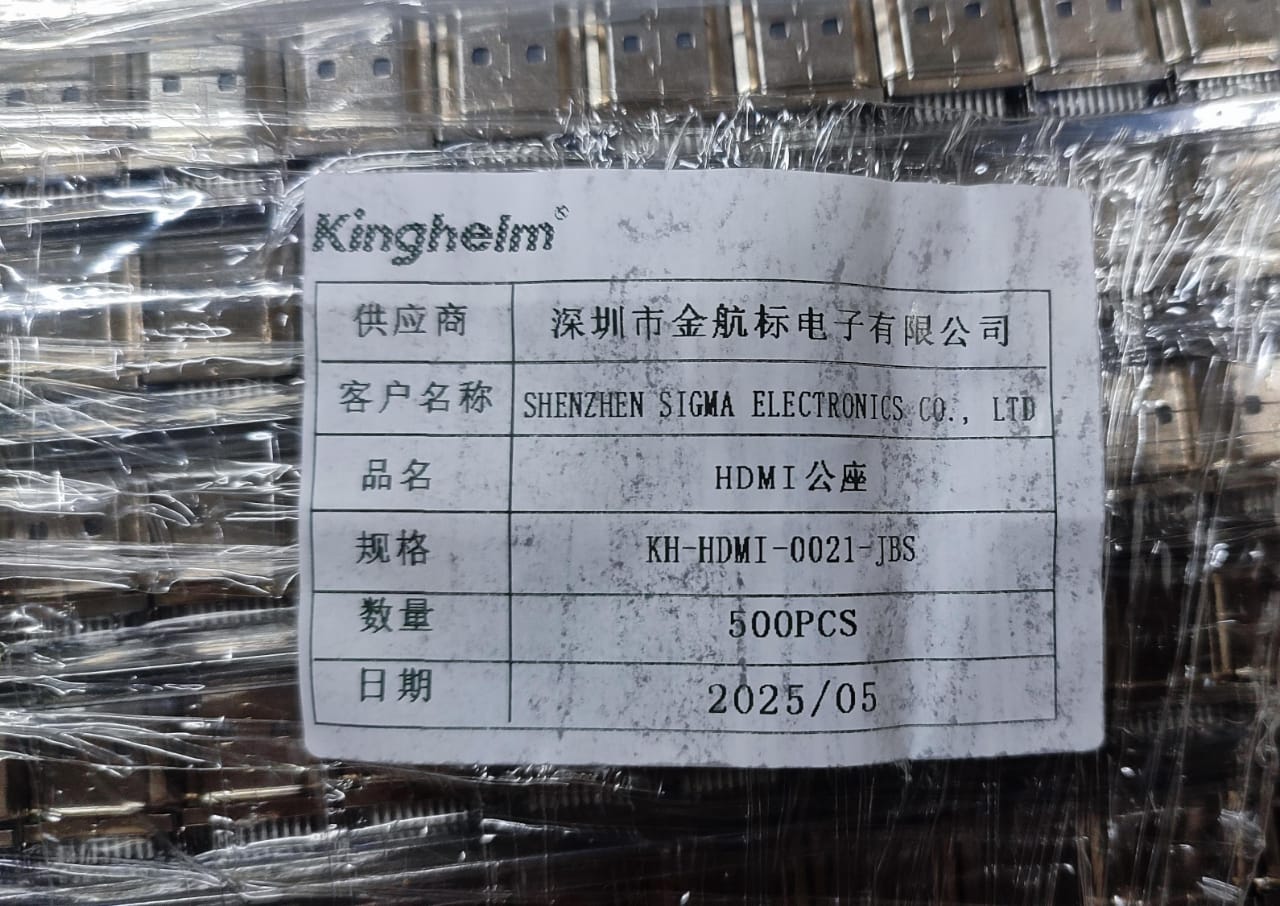 Kinghelm®
供应商 深圳市金航标电子有限公司
客户名称 SHENZHEN SIGMA ELECTRONICS CO., LTD
品名 HDMI公座
规格 KH-HDMI-0021-JBS
数量 500PCS
日期 2025/05